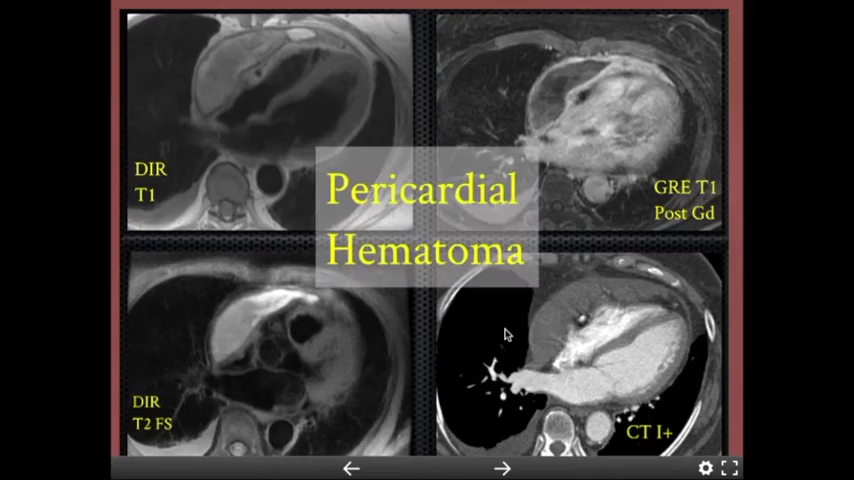 DIR
T1
Pericardial
Hematoma
GRE T1
Post Gd
DIR
T2 FS
CT I+